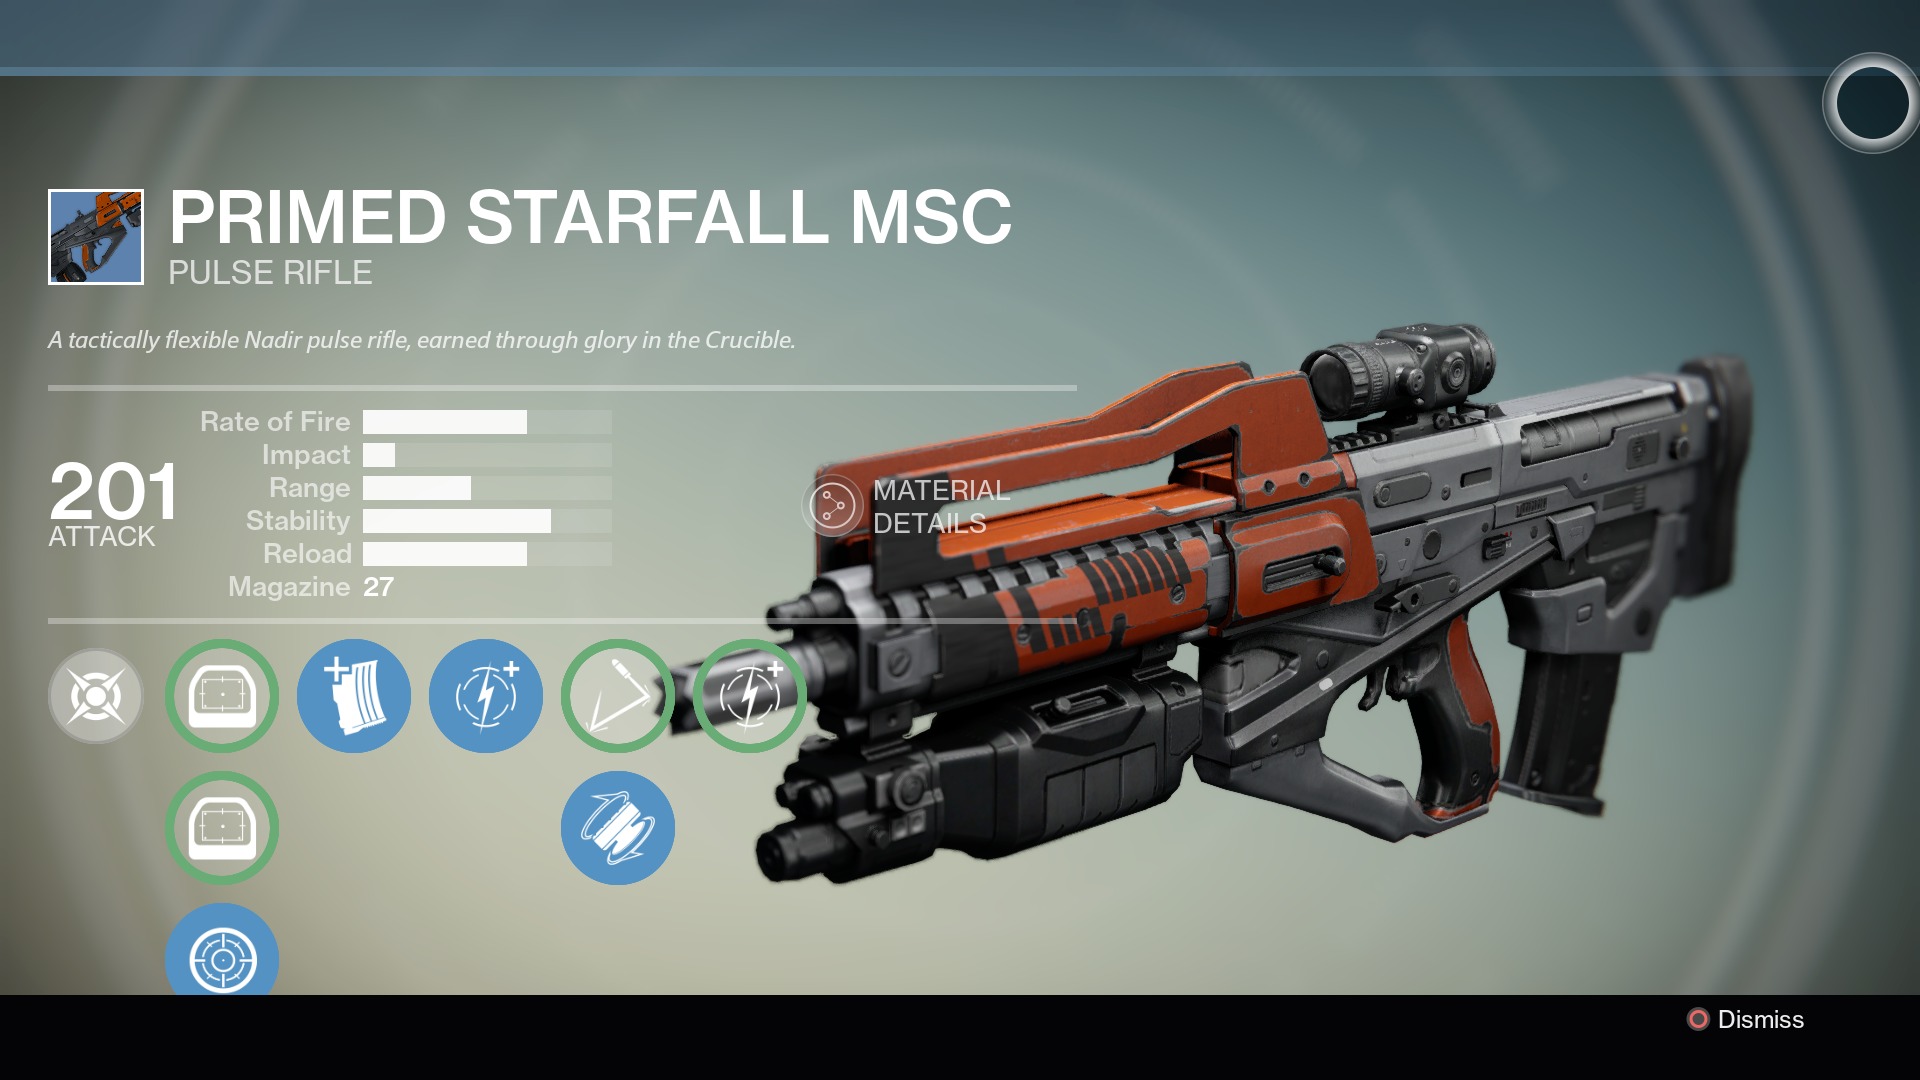 PRIMED STARFALL MSC
PULSE RIFLE
A tactically flexible Nadir pulse rifle, earned through glory in the Crucible.
201
ATTACK
Rate of Fire
Impact
Range
Stability
Reload
Magazine 27
MATERIAL
DETAILS
Dismiss